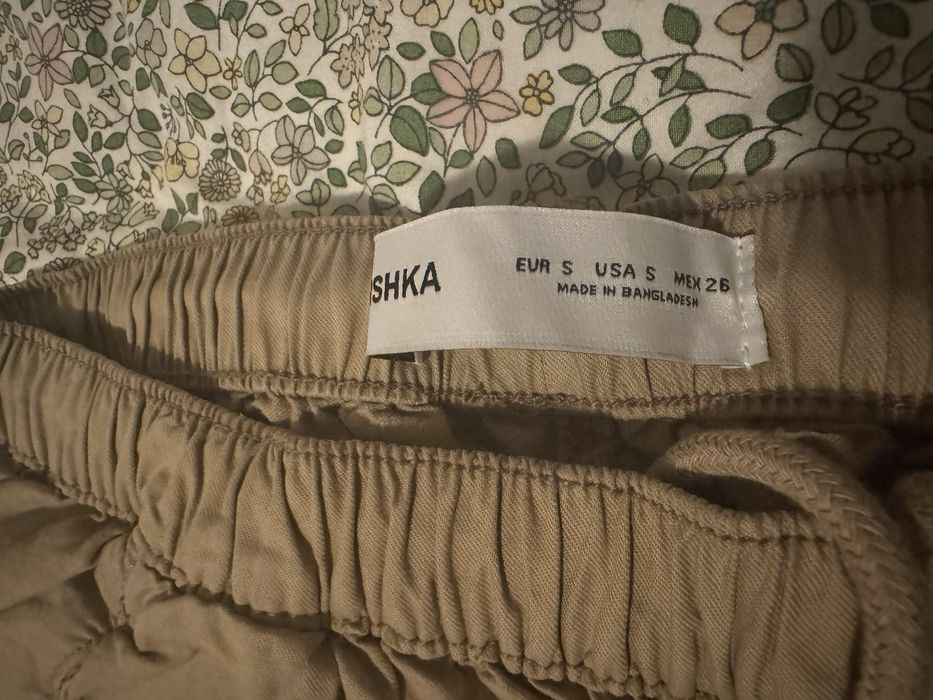 SHKA
EUR S USA S MEX 26
MADE IN BANGLADESH